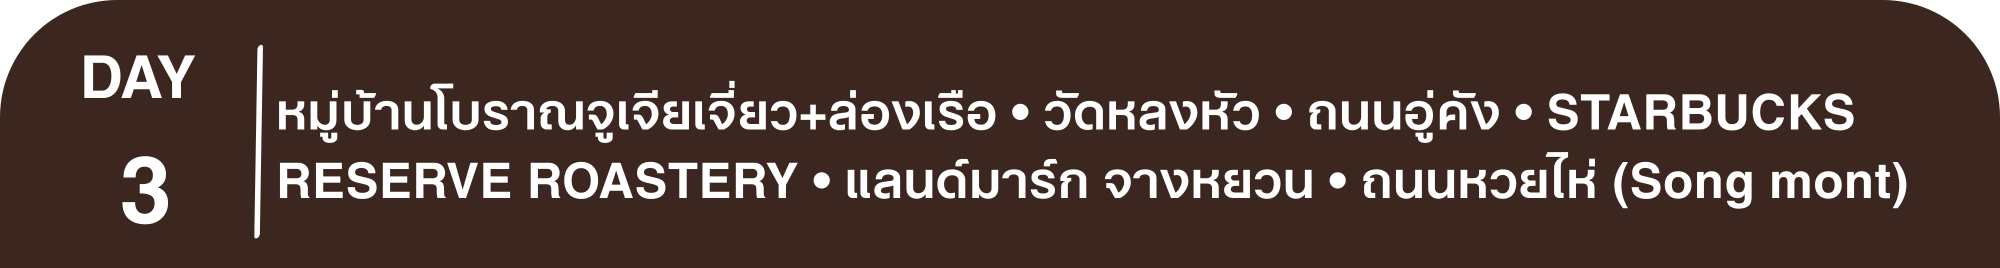 DAY
3
หมู่บ้านโบราณจูเจียเจี่ยว+ล่องเรือ • วัดหลงหัว • ถนนอู่คัง • STARBUCKS
RESERVE ROASTERY • แลนด์มาร์ก จางหยวน • ถนนหวยไห่ (Song mont)